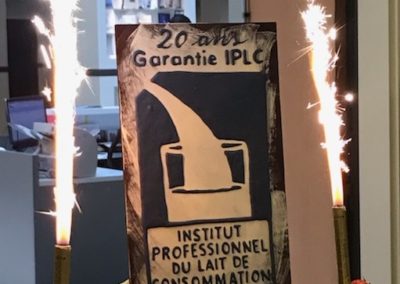 20 ans
Garantie IPLC
INSTITUT
PROFESSIONNEL
DU LAIT DE
CONSOMMATION